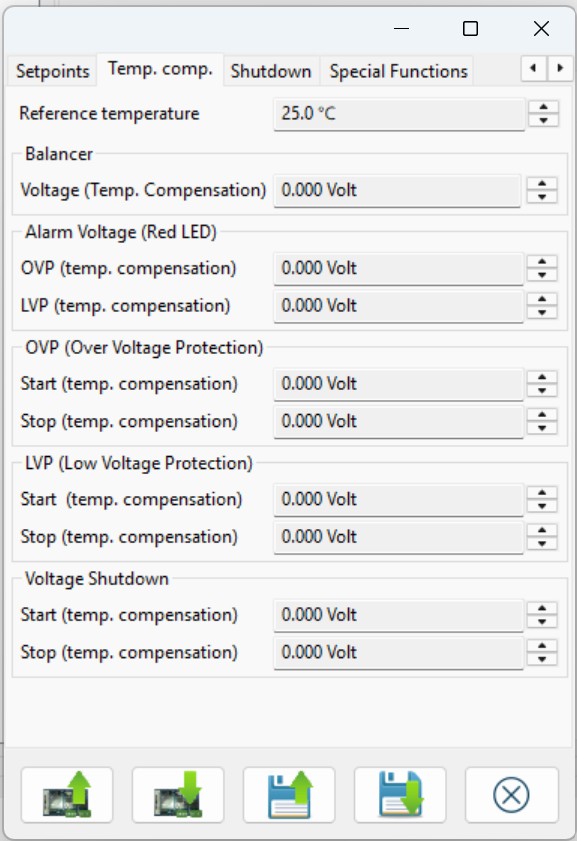 Setpoints Temp. comp. Shutdown Special Functions
Reference temperature 25.0 °C
Balancer
Voltage (Temp. Compensation) 0.000 Volt
Alarm Voltage (Red LED)
OVP (temp. compensation) 0.000 Volt
LVP (temp. compensation) 0.000 Volt
OVP (Over Voltage Protection)
Start (temp. compensation) 0.000 Volt
Stop (temp. compensation) 0.000 Volt
LVP (Low Voltage Protection)
Start (temp. compensation) 0.000 Volt
Stop (temp. compensation) 0.000 Volt
Voltage Shutdown
Start (temp. compensation) 0.000 Volt
Stop (temp. compensation) 0.000 Volt